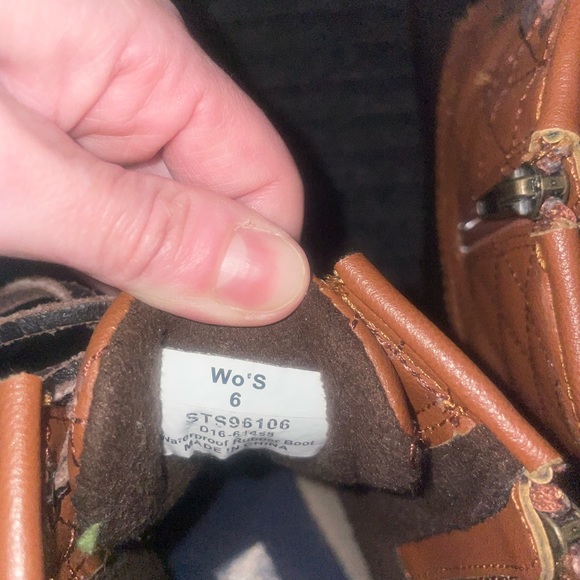 Wo'S
6
STS96106
Waterproof Rubber Boot
MADE IN CHINA